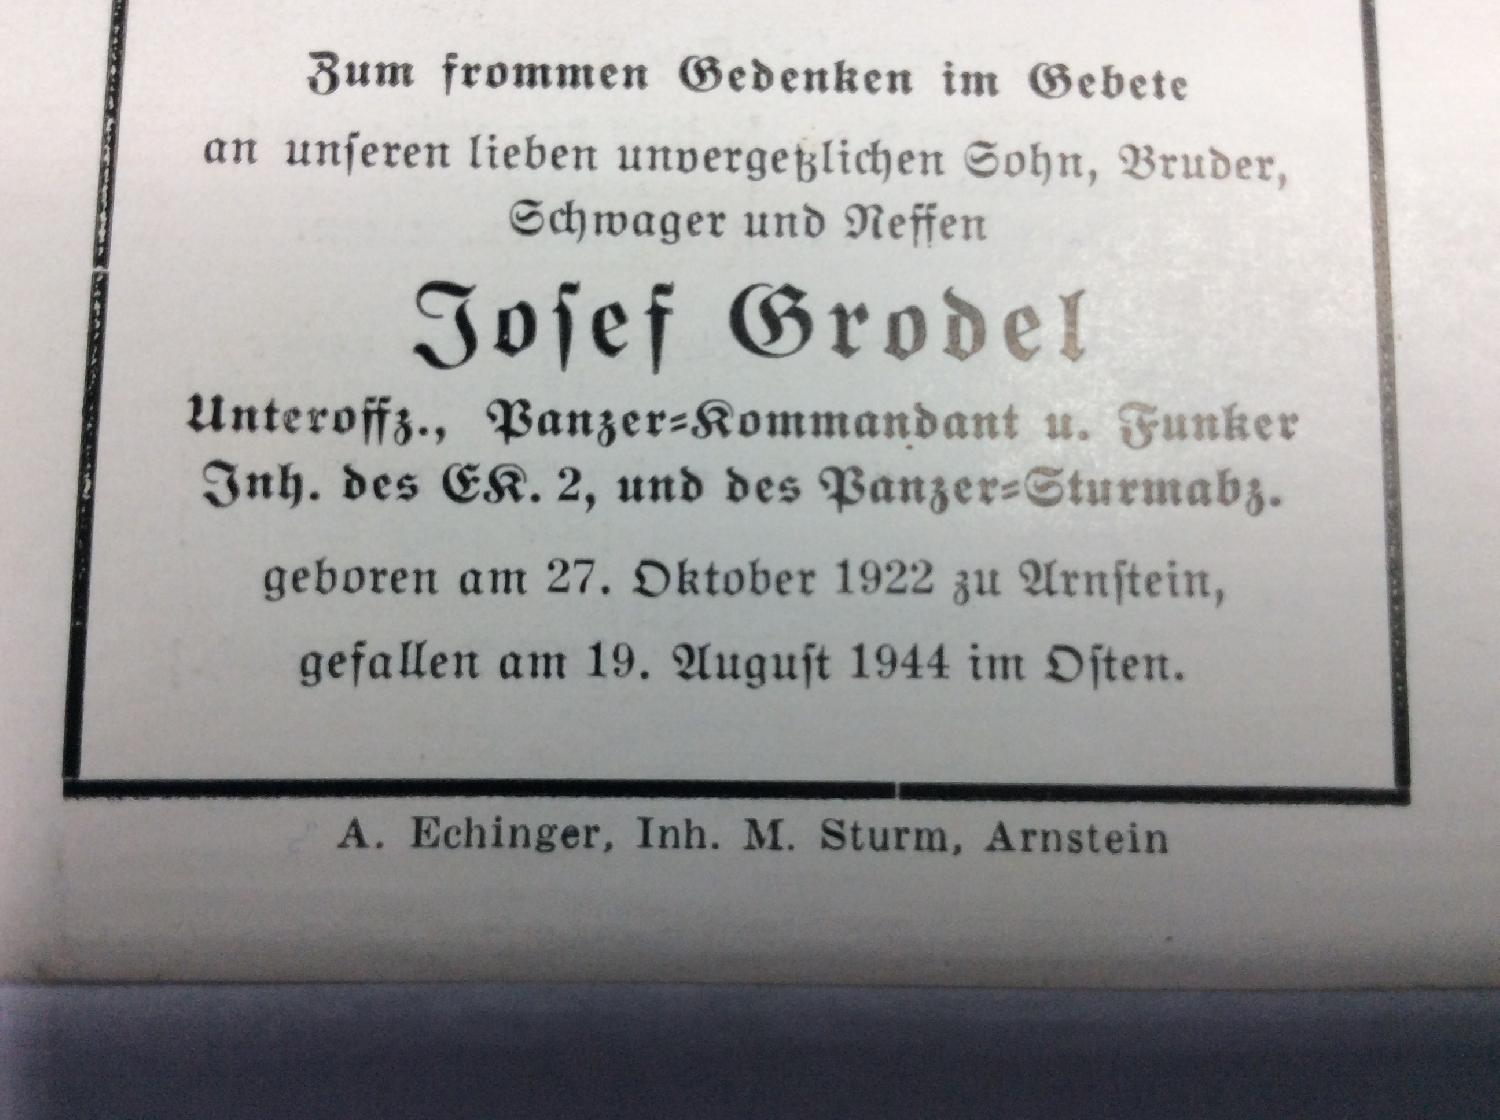 Zum frommen Gedenken im Gebete
an unſeren lieben unvergeßlichen Sohn, Bruder,
Schwager und Neffen
Joſef Grodel
Unteroffz., Panzer=Kommandant u. Funker
Inh. des EK. 2, und des Panzer=Sturmabz.
geboren am 27. Oktober 1922 zu Arnſtein,
gefallen am 19. Auguſt 1944 im Oſten.
A. Echinger, Inh. M. Sturm, Arnstein